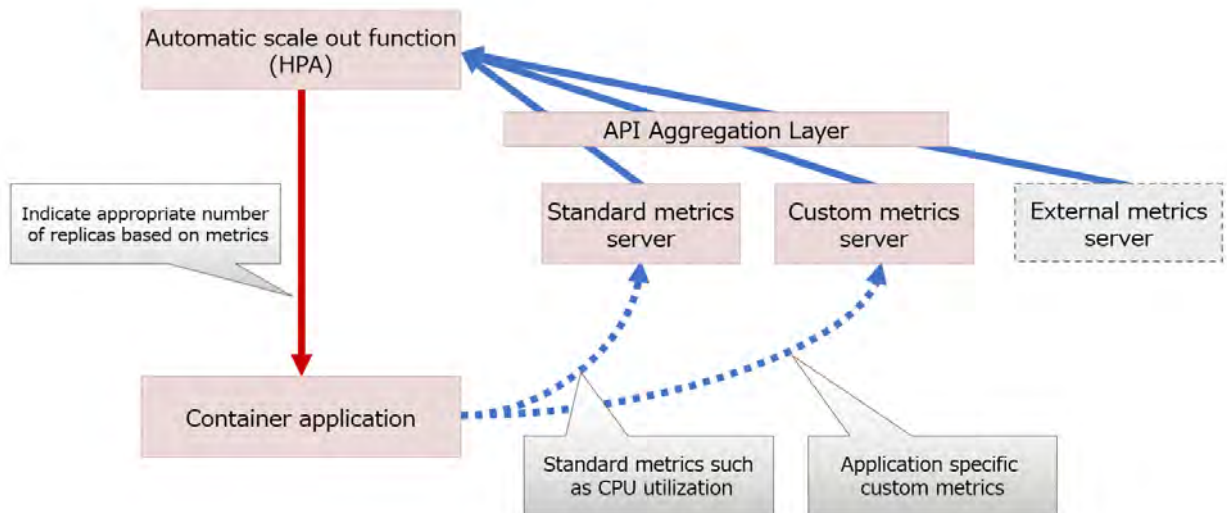 Automatic scale out function
(HPA)
API Aggregation Layer
Indicate appropriate number
of replicas based on metrics
Standard metrics
server
Custom metrics
server
External metrics
server
Container application
Standard metrics such
as CPU utilization
Application specific
custom metrics